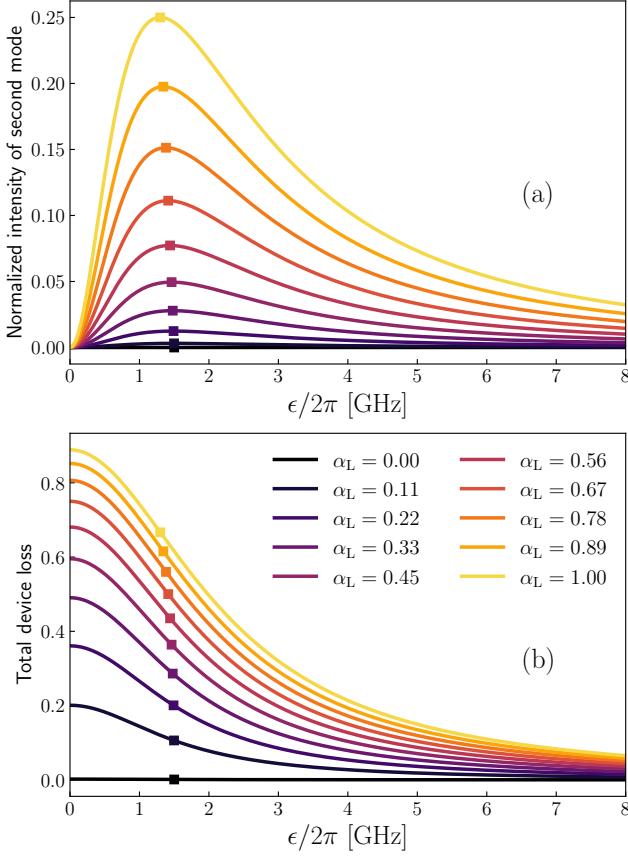 Normalized intensity of second mode
0.25
0.20
0.15
0.10
0.05
0.00
(a)
0 1 2 3 4 5 6 7 8
ϵ/2π [GHz]
Total device loss
0.8
0.6
0.4
0.2
0.0
α_L = 0.00
α_L = 0.11
α_L = 0.22
α_L = 0.33
α_L = 0.45
α_L = 0.56
α_L = 0.67
α_L = 0.78
α_L = 0.89
α_L = 1.00
(b)
0 1 2 3 4 5 6 7 8
ϵ/2π [GHz]